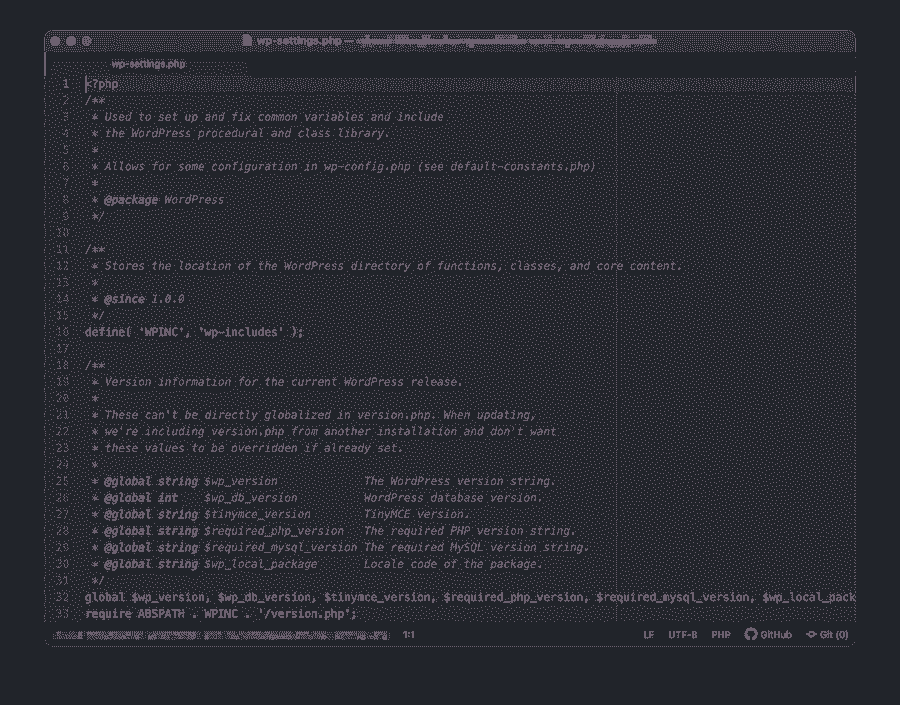 wp-settings.php —
wp-settings.php
1 <?php
2 /**
3 * Used to set up and fix common variables and include
4 * the WordPress procedural and class library.
5 *
6 * Allows for some configuration in wp-config.php (see default-constants.php)
7 *
8 * @package WordPress
9 */
10
11 /**
12 * Stores the location of the WordPress directory of functions, classes, and core content.
13 *
14 * @since 1.0.0
15 */
16 define( 'WPINC', 'wp-includes' );
17
18 /**
19 * Version information for the current WordPress release.
20 *
21 * These can't be directly globalized in version.php. When updating,
22 * we're including version.php from another installation and don't want
23 * these values to be overridden if already set.
24 *
25 * @global string $wp_version The WordPress version string.
26 * @global int $wp_db_version WordPress database version.
27 * @global string $tinymce_version TinyMCE version.
28 * @global string $required_php_version The required PHP version string.
29 * @global string $required_mysql_version The required MySQL version string.
30 * @global string $wp_local_package Locale code of the package.
31 */
32 global $wp_version, $wp_db_version, $tinymce_version, $required_php_version, $required_mysql_version, $wp_local_pack
33 require ABSPATH . WPINC . '/version.php';
1:1 LF UTF-8 PHP GitHub Git (0)